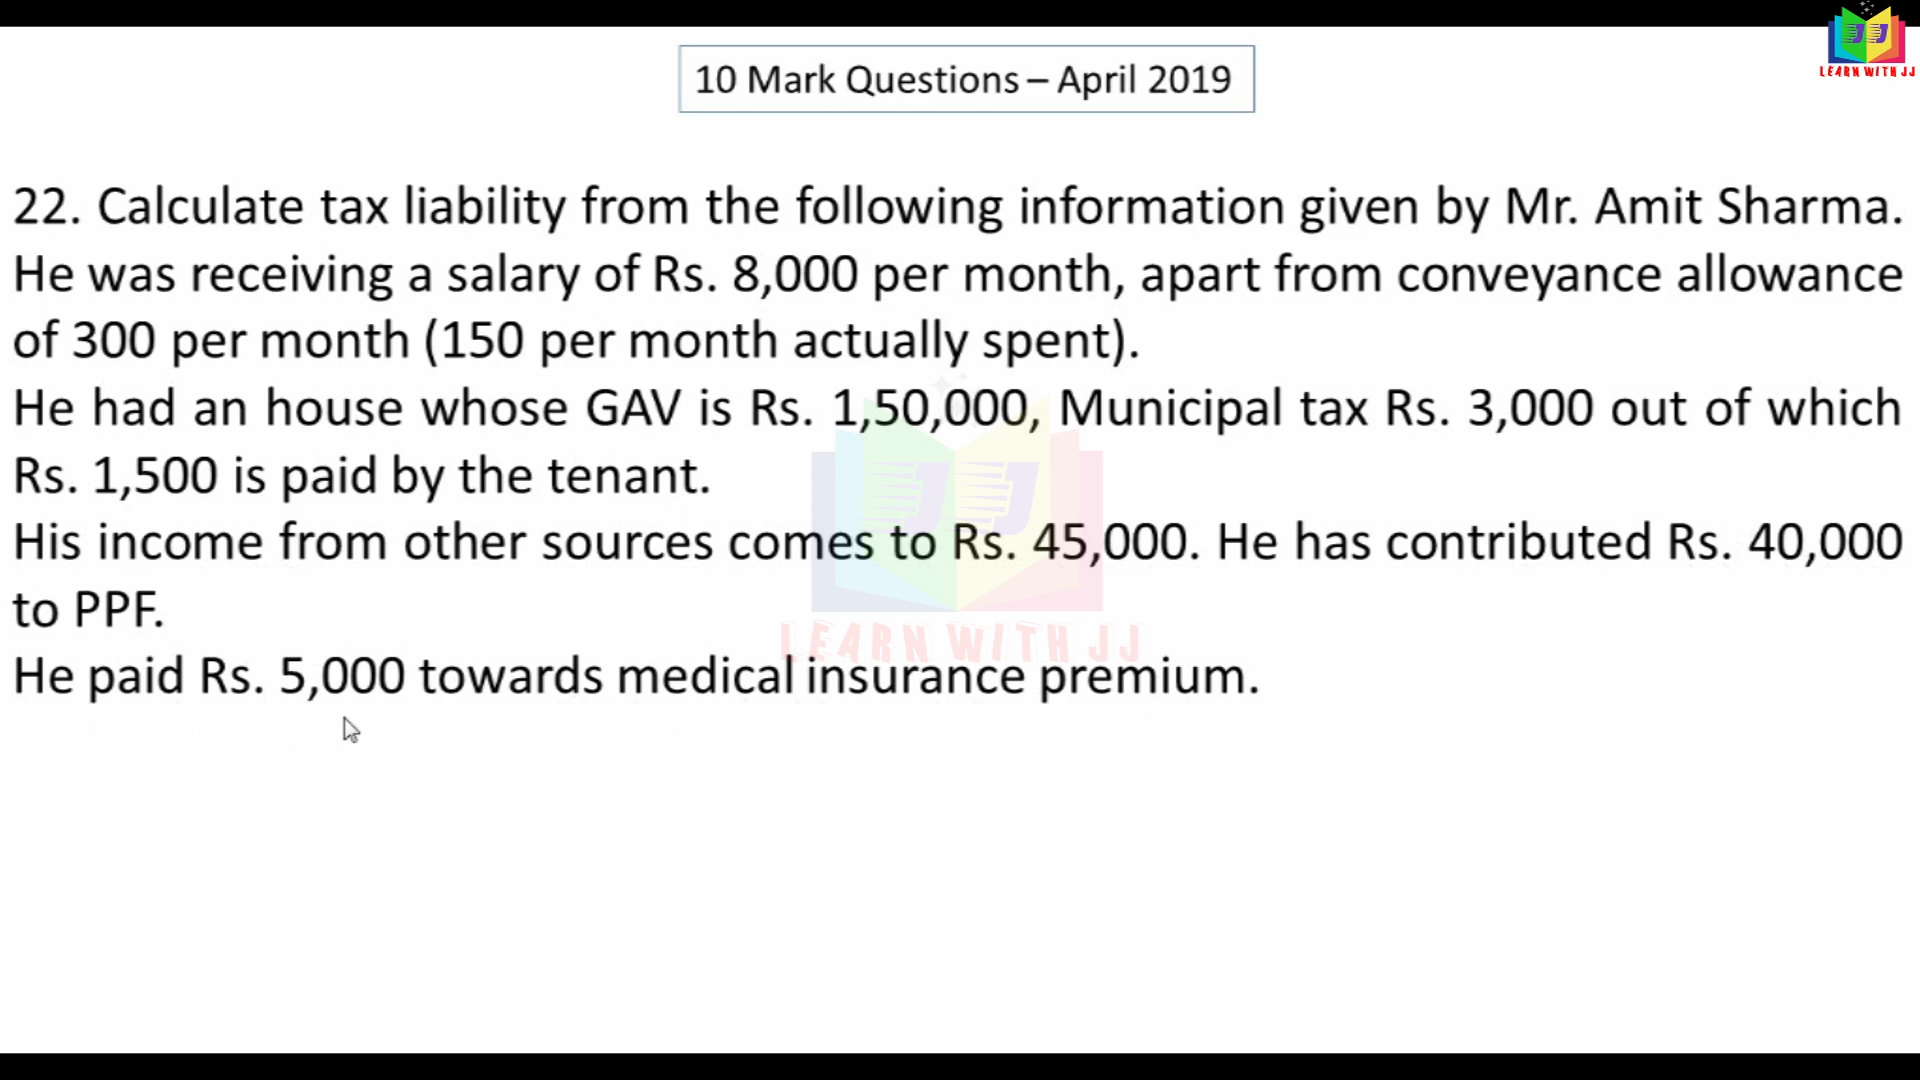 LEARN WITH JJ
10 Mark Questions – April 2019
22. Calculate tax liability from the following information given by Mr. Amit Sharma.
He was receiving a salary of Rs. 8,000 per month, apart from conveyance allowance
of 300 per month (150 per month actually spent).
He had an house whose GAV is Rs. 1,50,000, Municipal tax Rs. 3,000 out of which
Rs. 1,500 is paid by the tenant.
His income from other sources comes to Rs. 45,000. He has contributed Rs. 40,000
to PPF.
LEARN WITH JJ
He paid Rs. 5,000 towards medical insurance premium.